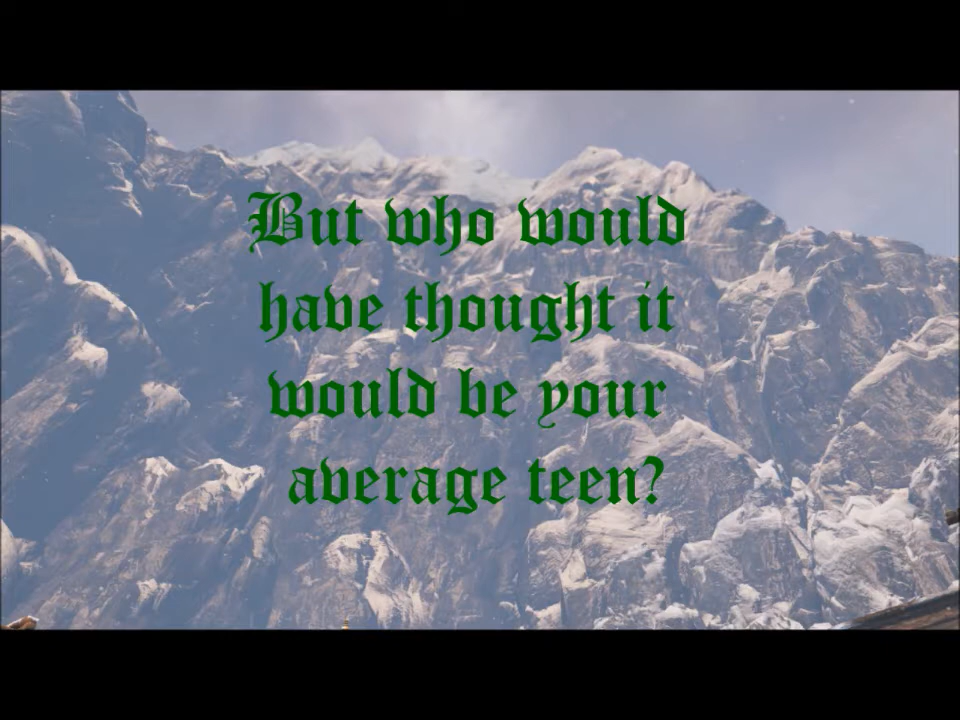 But who would
have thought it
would be your
average teen?